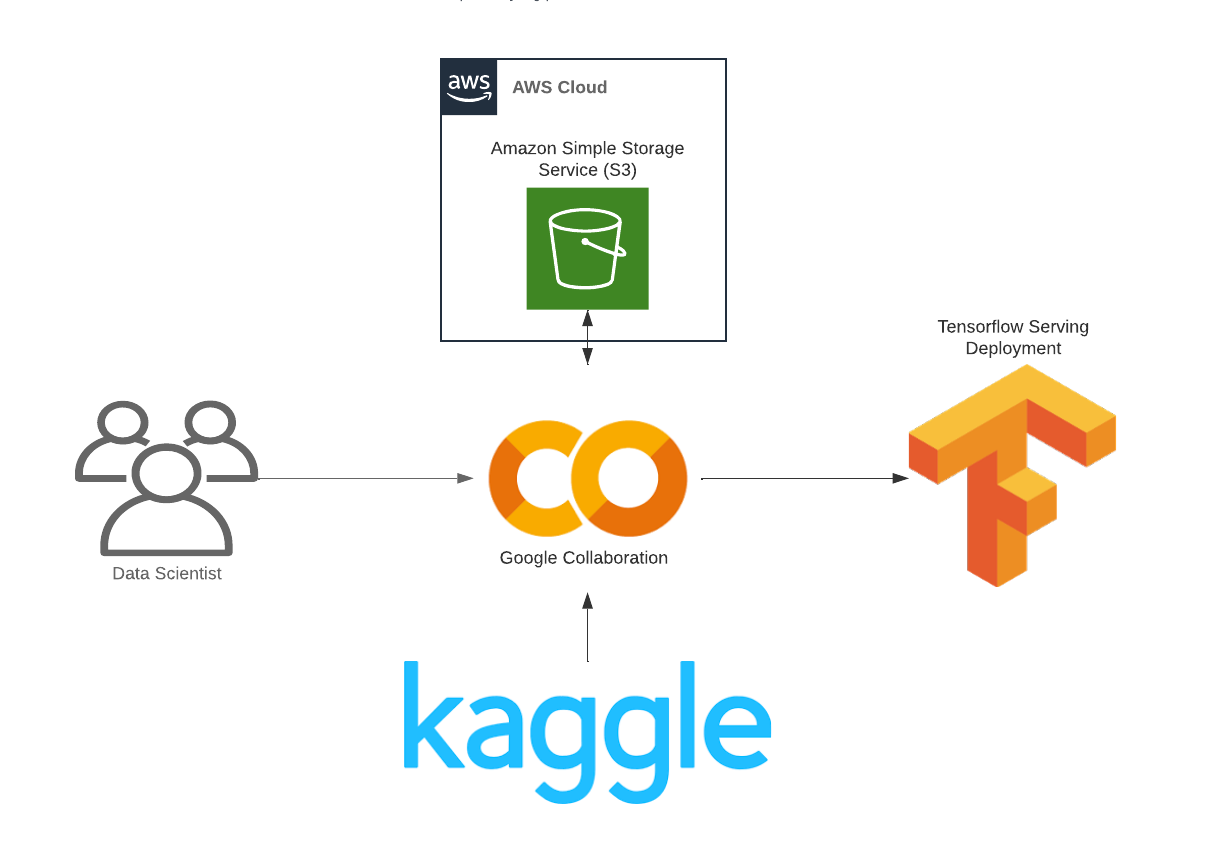 aws
AWS Cloud
Amazon Simple Storage
Service (S3)
Tensorflow Serving
Deployment
Data Scientist
Google Collaboration
kaggle